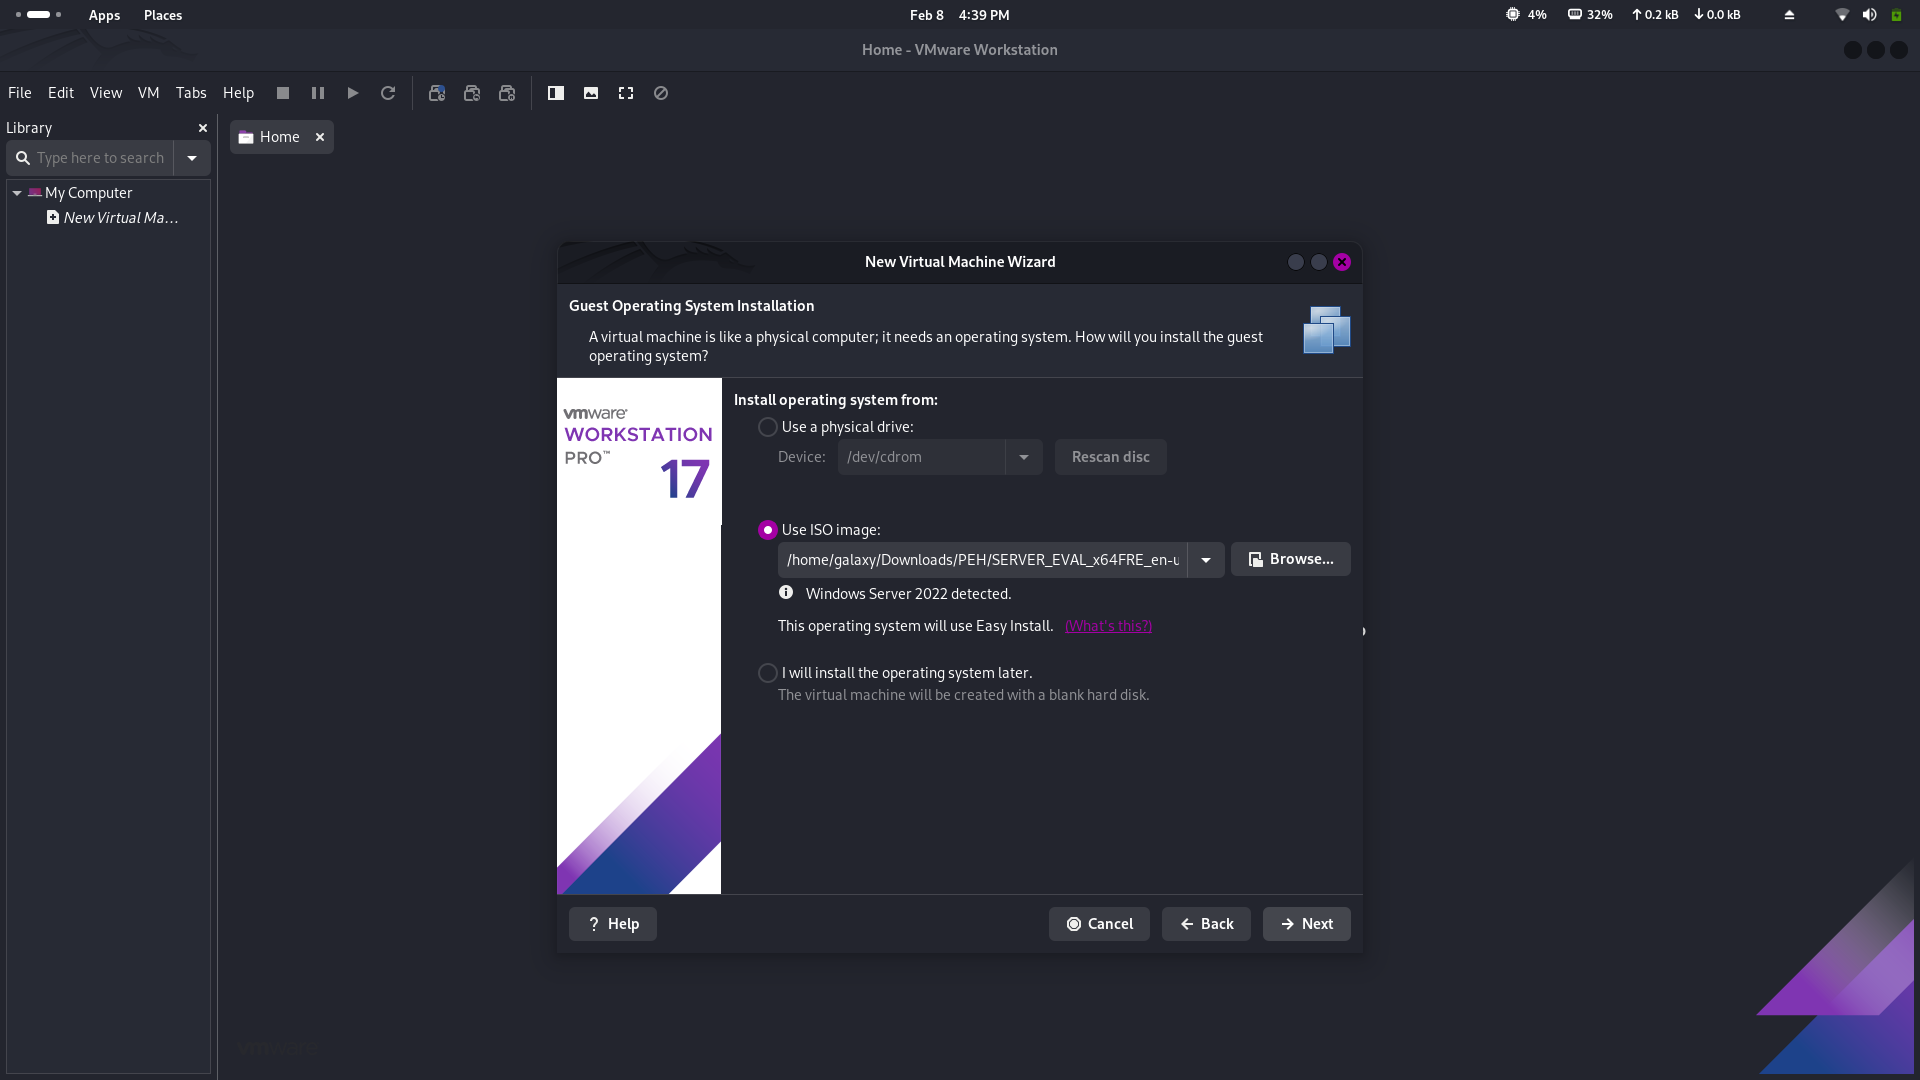 Apps Places Feb 8 4:39 PM 4% 32% 0.2 kB 0.0 kB
Home - VMware Workstation
File Edit View VM Tabs Help
Library
Home
Type here to search
My Computer
New Virtual Ma...
New Virtual Machine Wizard
Guest Operating System Installation
A virtual machine is like a physical computer; it needs an operating system. How will you install the guest
operating system?
vmware
WORKSTATION
PRO™
17
Install operating system from:
Use a physical drive:
Device: /dev/cdrom Rescan disc
Use ISO image:
/home/galaxy/Downloads/PEH/SERVER_EVAL_x64FRE_en-u Browse...
Windows Server 2022 detected.
This operating system will use Easy Install. (What's this?)
I will install the operating system later.
The virtual machine will be created with a blank hard disk.
? Help Cancel Back Next
vmware